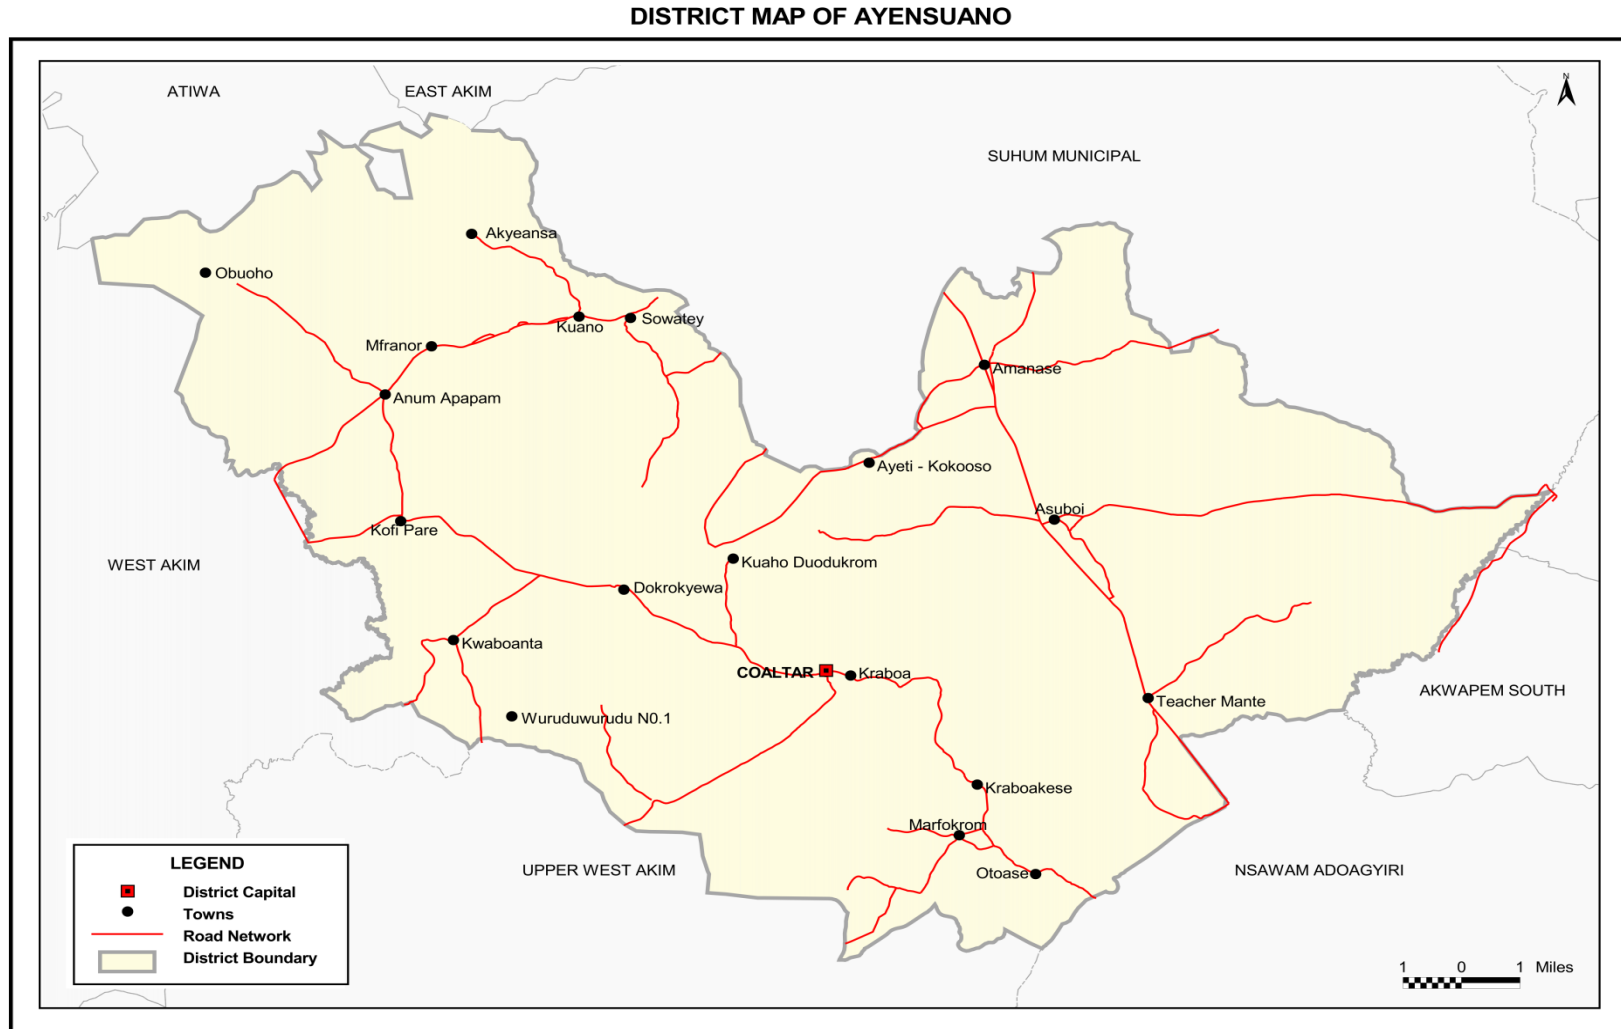 DISTRICT MAP OF AYENSUANO
ATIWA
EAST AKIM
N
SUHUM MUNICIPAL
Akyeansa
Obuoho
Kuano
Sowatey
Mfranor
Amanase
Anum Apapam
Ayeti - Kokooso
Asuboi
Kofi Pare
WEST AKIM
Kuaho Duodukrom
Dokrokyewa
Kwaboanta
COALTAR
Kraboa
AKWAPEM SOUTH
Teacher Mante
Wuruduwurudu N0.1
Kraboakese
Marfokrom
UPPER WEST AKIM
Otoase
NSAWAM ADOAGYIRI
LEGEND
District Capital
Towns
Road Network
District Boundary
1 0 1 Miles